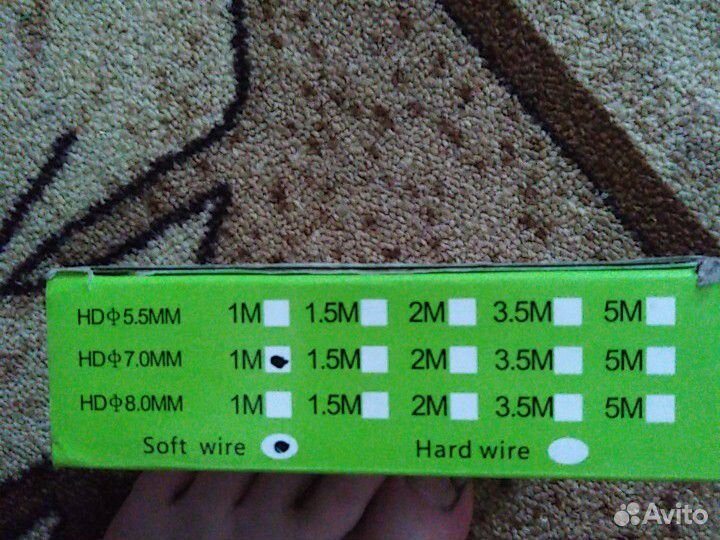 HDΦ5.5MM 1M 1.5M 2M 3.5M 5M
HDΦ7.0MM 1M 1.5M 2M 3.5M 5M
HDΦ8.0MM 1M 1.5M 2M 3.5M 5M
Soft wire Hard wire
Avito